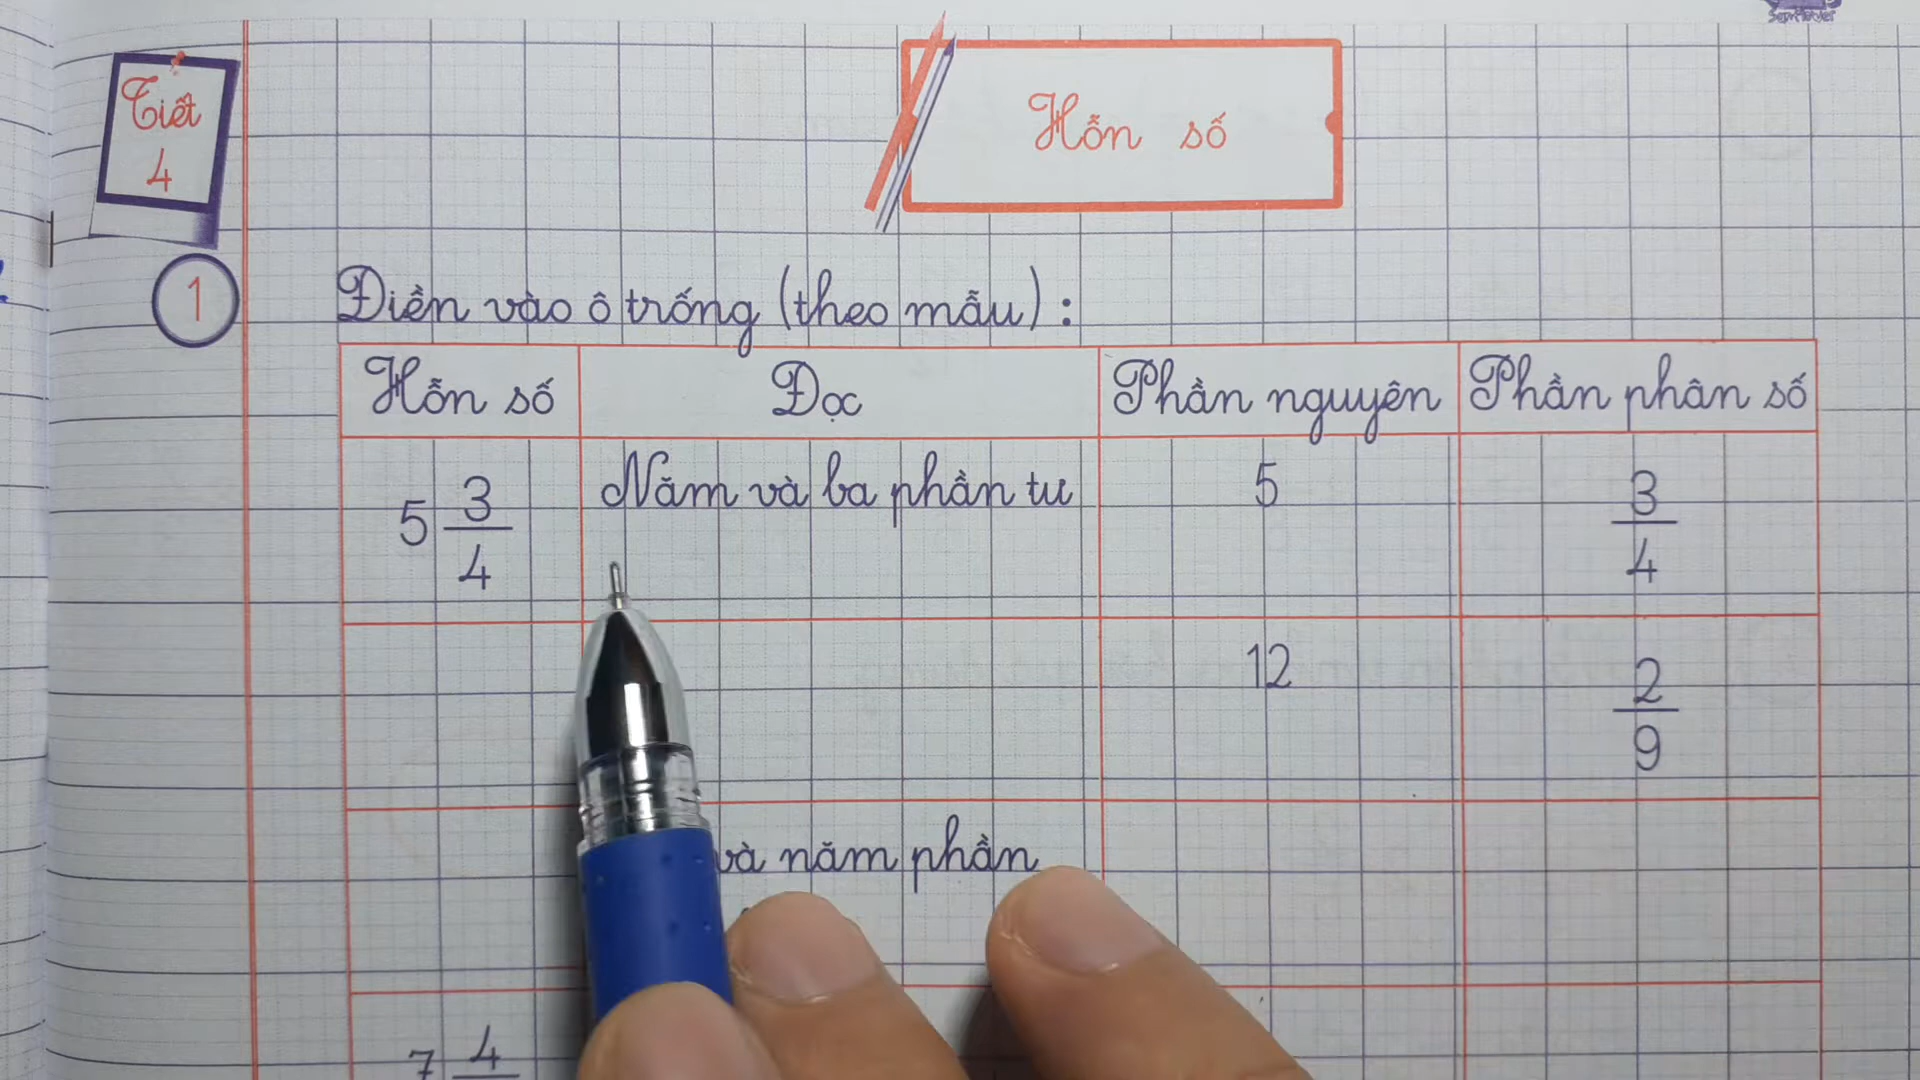 Tiết
4
Hỗn số
1
Điền vào ô trống (theo mẫu) :
Hỗn số Đọc Phần nguyên Phần phân số
5 3/4 Năm và ba phần tư 5 3/4
12 2/9
và năm phần
7 4